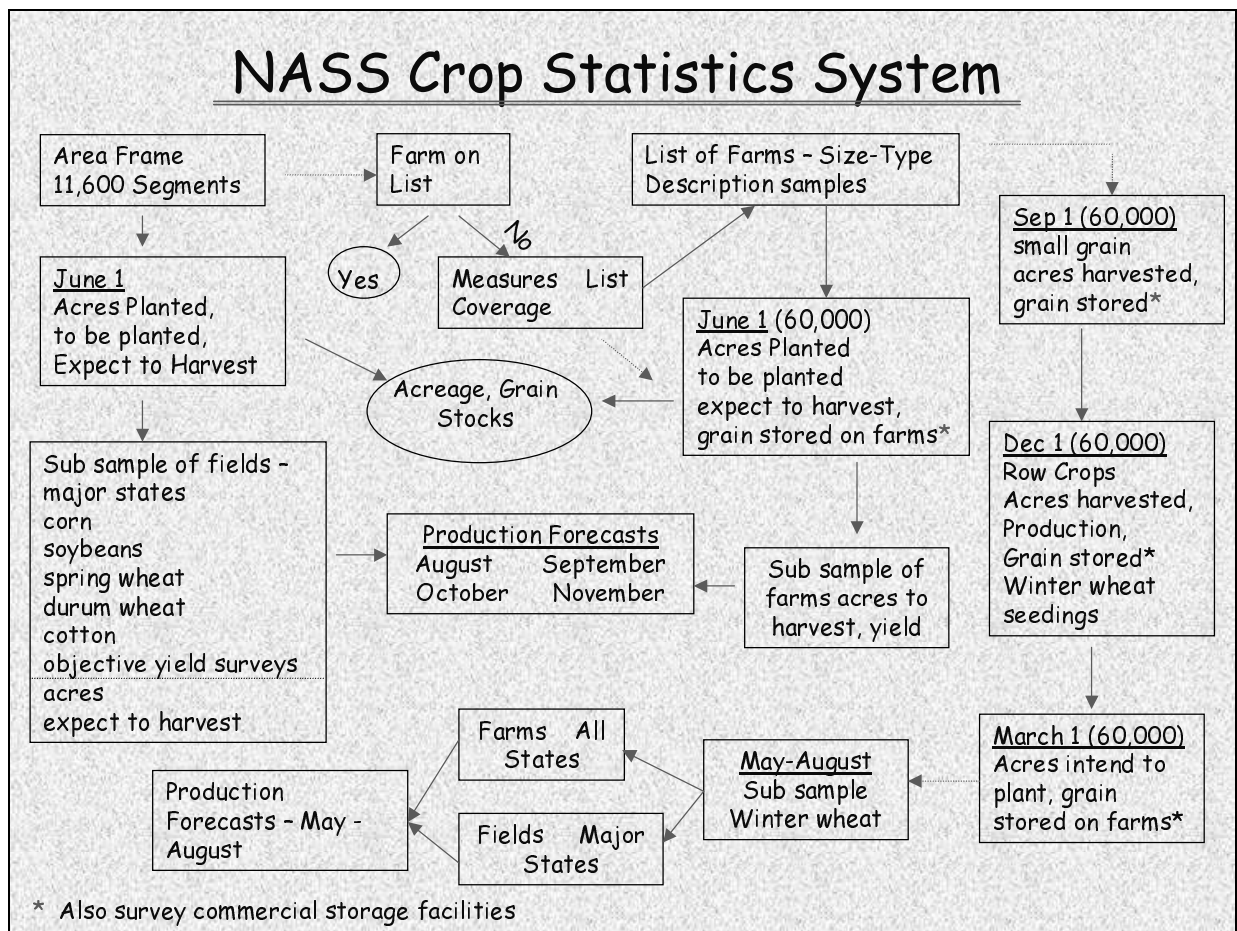 NASS Crop Statistics System
Area Frame
11,600 Segments
Farm on
List
List of Farms – Size-Type
Description samples
Sep 1 (60,000)
small grain
acres harvested,
grain stored*
June 1
Acres Planted,
to be planted,
Expect to Harvest
Yes
No
Measures List
Coverage
June 1 (60,000)
Acres Planted
to be planted
expect to harvest,
grain stored on farms*
Acreage, Grain
Stocks
Dec 1 (60,000)
Row Crops
Acres harvested,
Production,
Grain stored*
Winter wheat
seedings
Sub sample of fields –
major states
corn
soybeans
spring wheat
durum wheat
cotton
objective yield surveys
acres
expect to harvest
Production Forecasts
August September
October November
Sub sample of
farms acres to
harvest, yield
March 1 (60,000)
Acres intend to
plant, grain
stored on farms*
May-August
Sub sample
Winter wheat
Farms All
States
Fields Major
States
Production
Forecasts – May -
August
* Also survey commercial storage facilities